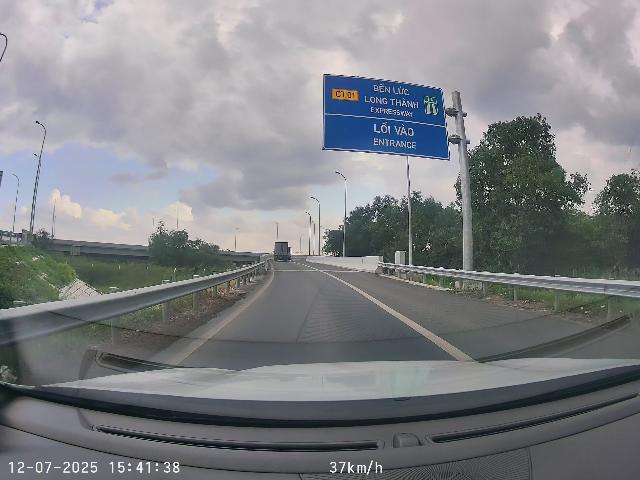 CT.01
BẾN LỨC
LONG THÀNH
EXPRESSWAY
LỐI VÀO
ENTRANCE
12-07-2025 15:41:38
37km/h